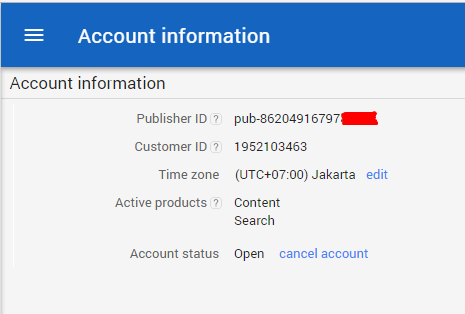 Account information
Account information
Publisher ID ? pub-86204916797
Customer ID ? 1952103463
Time zone (UTC+07:00) Jakarta edit
Active products ? Content
Search
Account status Open cancel account